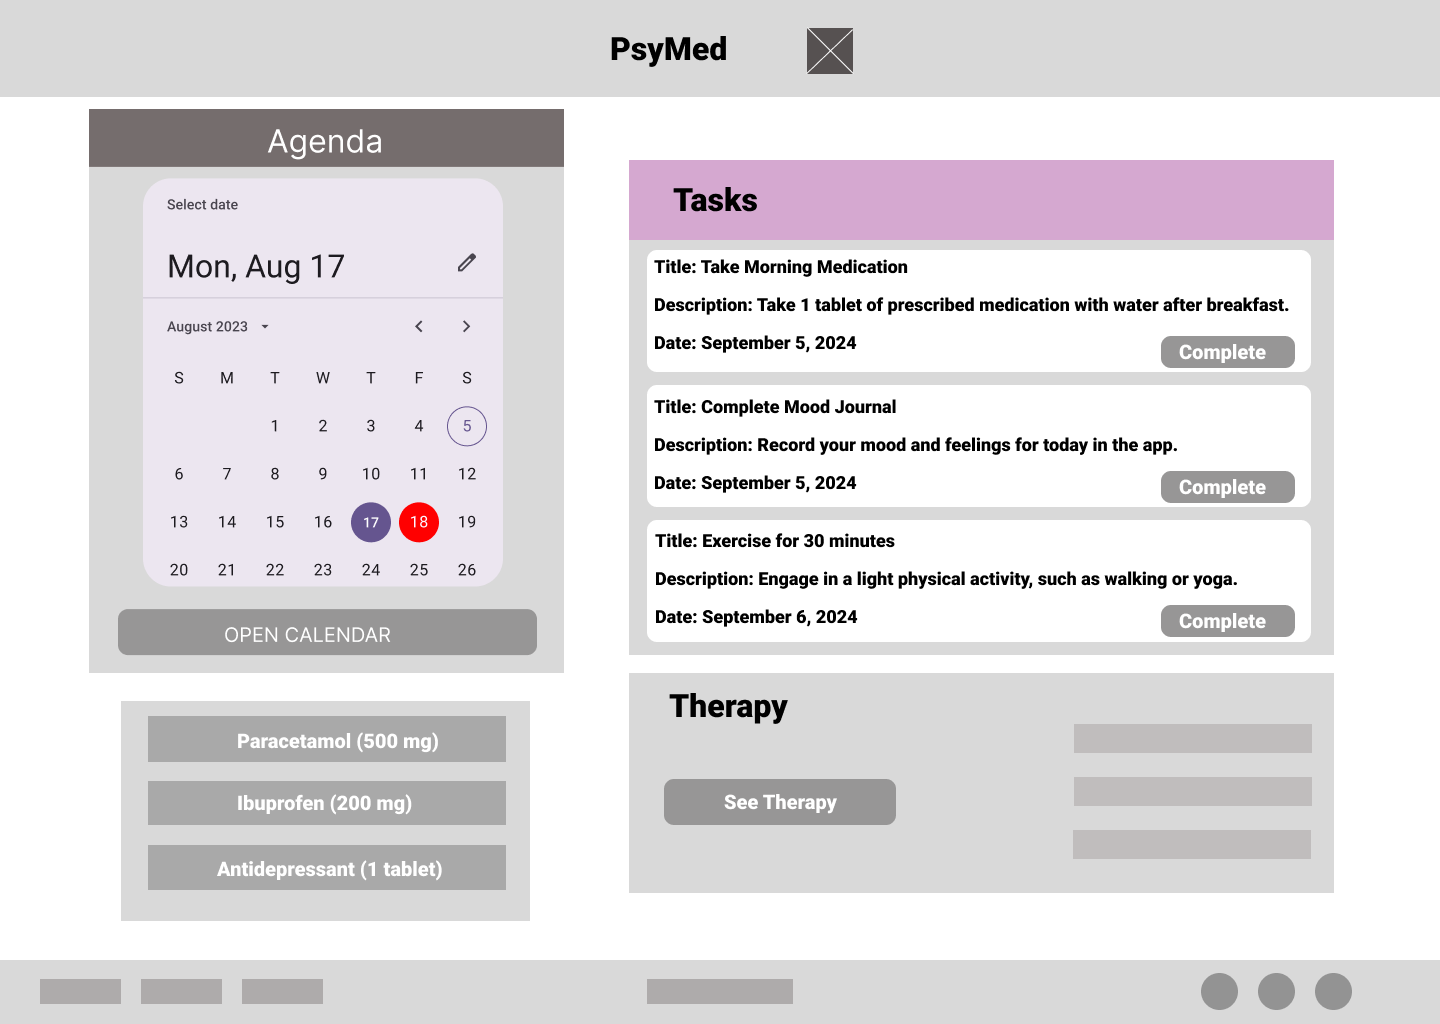 PsyMed
Agenda
Select date
Mon, Aug 17
August 2023
S M T W T F S
1 2 3 4 5
6 7 8 9 10 11 12
13 14 15 16 17 18 19
20 21 22 23 24 25 26
OPEN CALENDAR
Paracetamol (500 mg)
Ibuprofen (200 mg)
Antidepressant (1 tablet)
Tasks
Title: Take Morning Medication
Description: Take 1 tablet of prescribed medication with water after breakfast.
Date: September 5, 2024
Complete
Title: Complete Mood Journal
Description: Record your mood and feelings for today in the app.
Date: September 5, 2024
Complete
Title: Exercise for 30 minutes
Description: Engage in a light physical activity, such as walking or yoga.
Date: September 6, 2024
Complete
Therapy
See Therapy